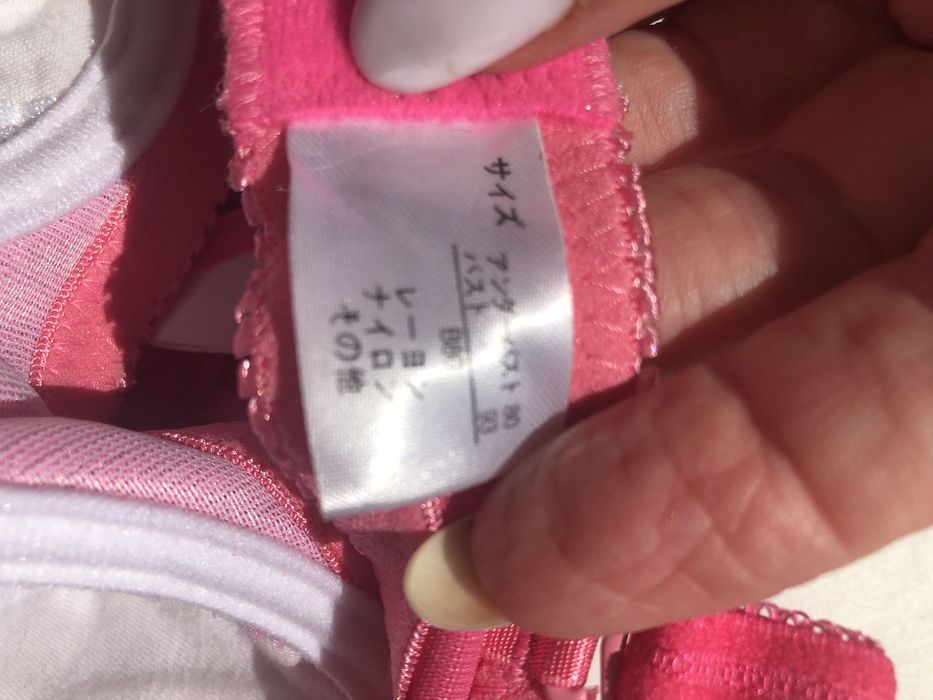 サイズ
アンダーバスト 80
バスト 93
B80
レーヨン
ナイロン
その他